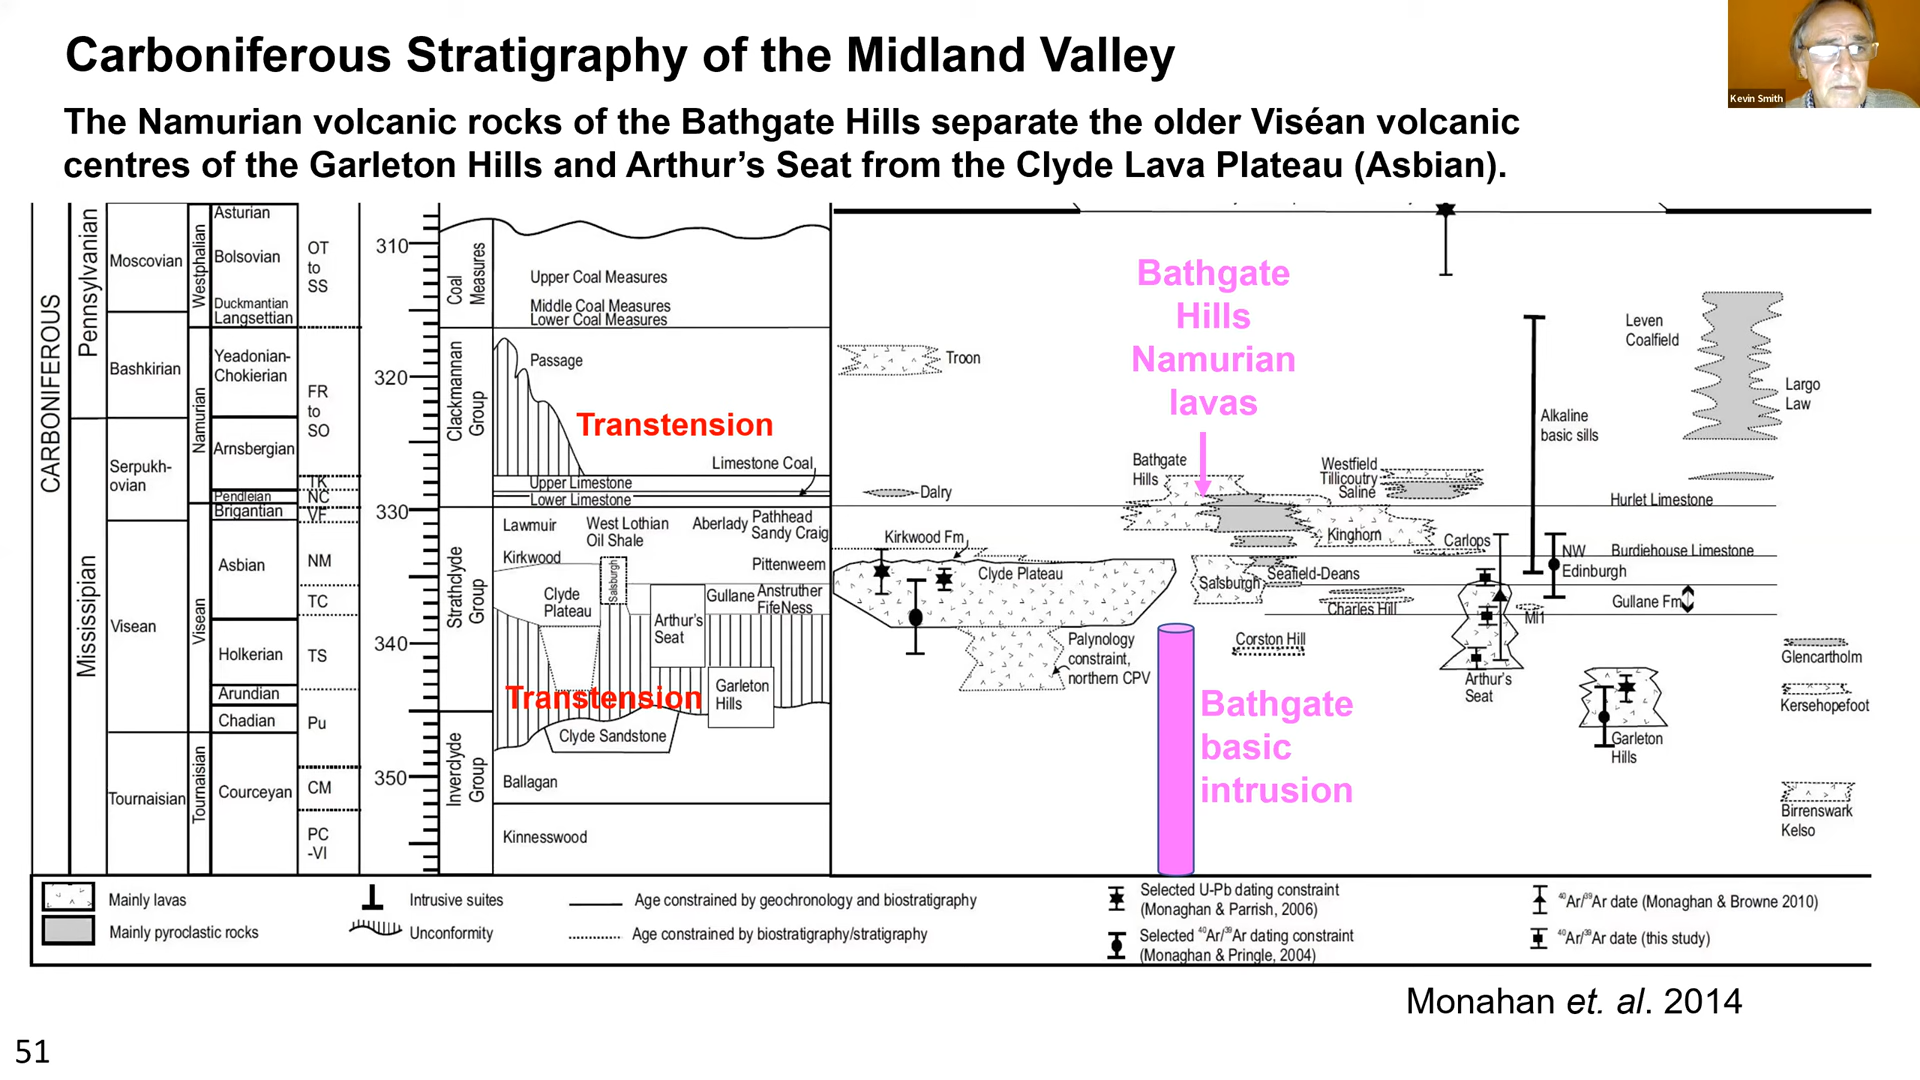 Carboniferous Stratigraphy of the Midland Valley
Kevin Smith
The Namurian volcanic rocks of the Bathgate Hills separate the older Viséan volcanic
centres of the Garleton Hills and Arthur's Seat from the Clyde Lava Plateau (Asbian).
CARBONIFEROUS
Pennsylvanian
Mississippian
Moscovian
Bashkirian
Serpukh-
ovian
Visean
Tournaisian
Westphalian
Namurian
Visean
Tournaisian
Asturian
Bolsovian
Duckmantian
Langsettian
Yeadonian-
Chokierian
Arnsbergian
Pendleian
Brigantian
Asbian
Holkerian
Arundian
Chadian
Courceyan
OT
to
SS
FR
to
SO
TK
NC
VF
NM
TC
TS
Pu
CM
PC
-VI
310
320
330
340
350
Coal
Measures
Clackmannan
Group
Strathclyde
Group
Inverclyde
Group
Upper Coal Measures
Middle Coal Measures
Lower Coal Measures
Passage
Transtension
Limestone Coal
Upper Limestone
Lower Limestone
Lawmuir
West Lothian
Oil Shale
Aberlady
Pathhead
Sandy Craig
Kirkwood
Pittenweem
Salsburgh
Clyde
Plateau
Arthur's
Seat
Gullane
Anstruther
FifeNess
Transtension
Garleton
Hills
Clyde Sandstone
Ballagan
Kinnesswood
Bathgate
Hills
Namurian
lavas
Troon
Dalry
Bathgate
Hills
Westfield
Tillicoutry
Saline
Kinghorn
Kirkwood Fm
Clyde Plateau
Salsburgh
Seafield-Deans
Charles Hill
Carlops
Palynology
constraint,
northern CPV
Corston Hill
Bathgate
basic
intrusion
Leven
Coalfield
Largo
Law
Alkaline
basic sills
Hurlet Limestone
NW
Edinburgh
Burdiehouse Limestone
Gullane Fm
Ml1
Arthur's
Seat
Garleton
Hills
Glencartholm
Kersehopefoot
Birrenswark
Kelso
Mainly lavas
Mainly pyroclastic rocks
Intrusive suites
Unconformity
Age constrained by geochronology and biostratigraphy
Age constrained by biostratigraphy/stratigraphy
Selected U-Pb dating constraint
(Monaghan & Parrish, 2006)
Selected ⁴⁰Ar/³⁹Ar dating constraint
(Monaghan & Pringle, 2004)
⁴⁰Ar/³⁹Ar date (Monaghan & Browne 2010)
⁴⁰Ar/³⁹Ar date (this study)
Monahan et. al. 2014
51